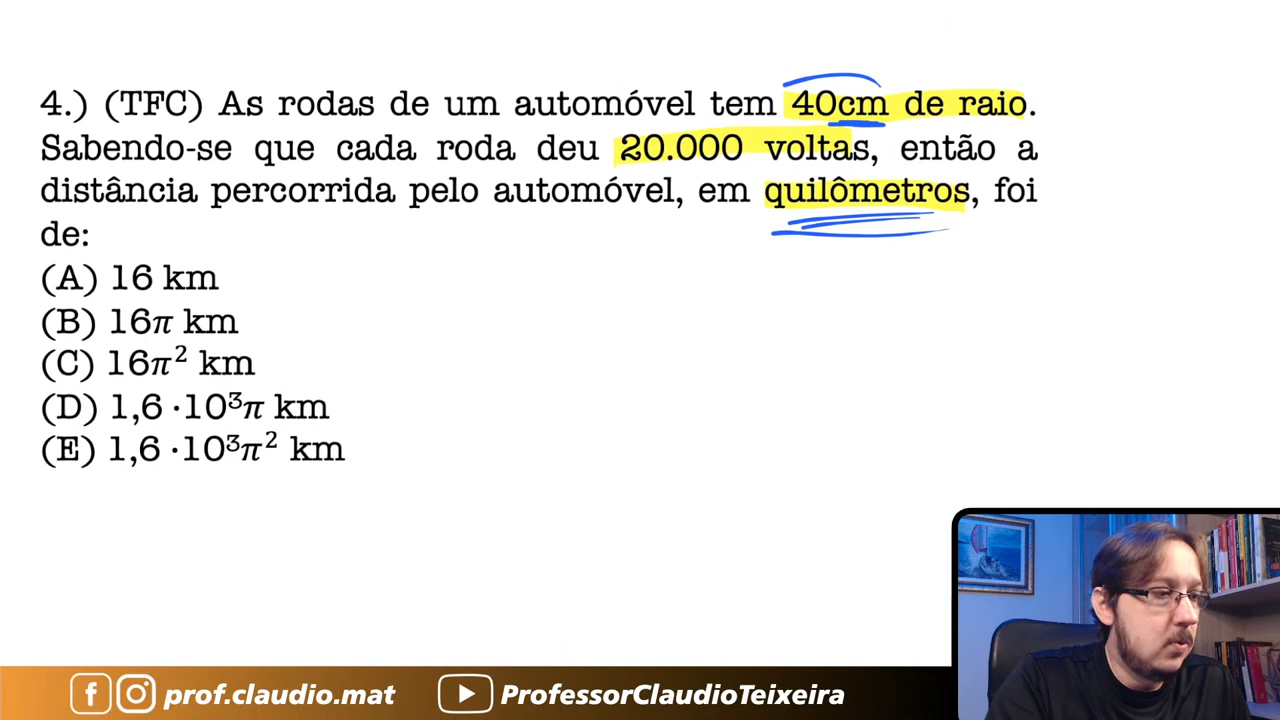 4.) (TFC) As rodas de um automóvel tem 40cm de raio.
Sabendo-se que cada roda deu 20.000 voltas, então a
distância percorrida pelo automóvel, em quilômetros, foi
de:
(A) 16 km
(B) 16π km
(C) 16π² km
(D) 1,6 ·10³π km
(E) 1,6 ·10³π² km
prof.claudio.mat ProfessorClaudioTeixeira